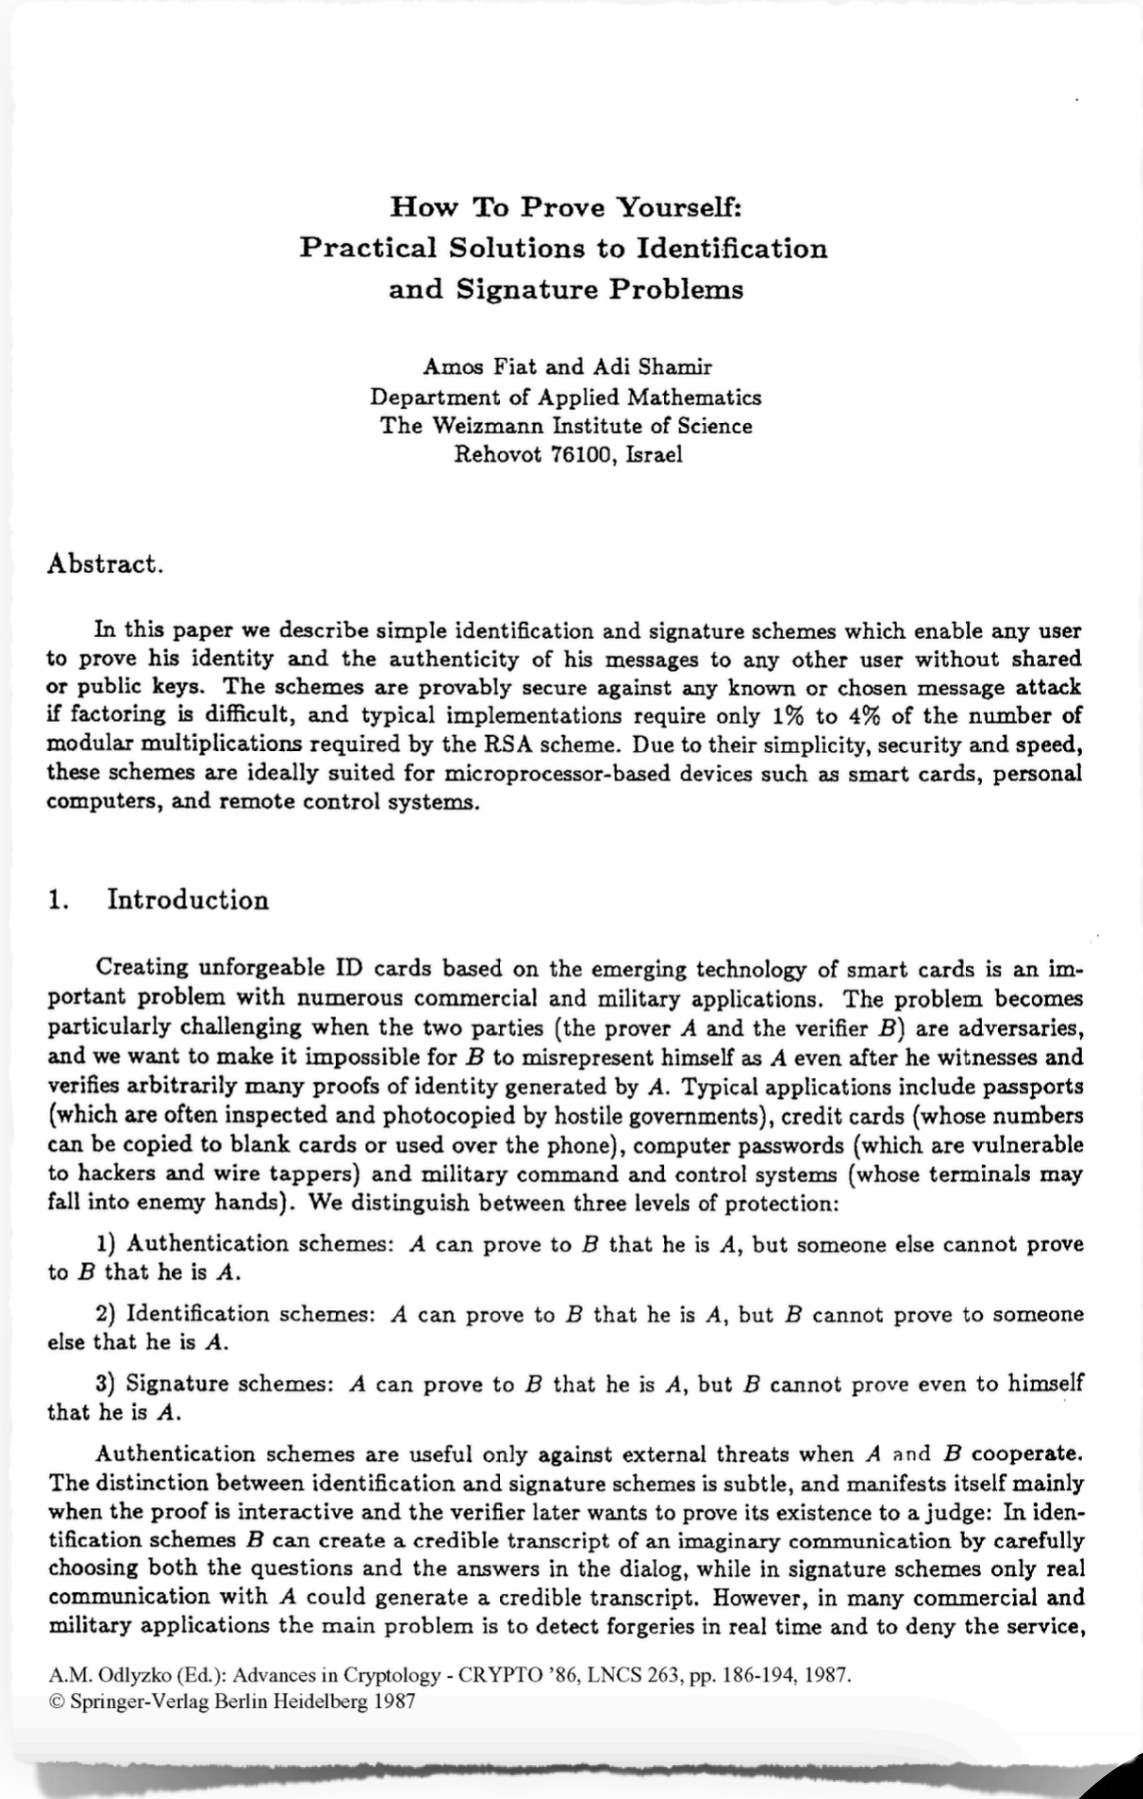 How To Prove Yourself:
Practical Solutions to Identification
and Signature Problems
Amos Fiat and Adi Shamir
Department of Applied Mathematics
The Weizmann Institute of Science
Rehovot 76100, Israel
Abstract.
In this paper we describe simple identification and signature schemes which enable any user
to prove his identity and the authenticity of his messages to any other user without shared
or public keys. The schemes are provably secure against any known or chosen message attack
if factoring is difficult, and typical implementations require only 1% to 4% of the number of
modular multiplications required by the RSA scheme. Due to their simplicity, security and speed,
these schemes are ideally suited for microprocessor-based devices such as smart cards, personal
computers, and remote control systems.
1. Introduction
Creating unforgeable ID cards based on the emerging technology of smart cards is an im-
portant problem with numerous commercial and military applications. The problem becomes
particularly challenging when the two parties (the prover A and the verifier B) are adversaries,
and we want to make it impossible for B to misrepresent himself as A even after he witnesses and
verifies arbitrarily many proofs of identity generated by A. Typical applications include passports
(which are often inspected and photocopied by hostile governments), credit cards (whose numbers
can be copied to blank cards or used over the phone), computer passwords (which are vulnerable
to hackers and wire tappers) and military command and control systems (whose terminals may
fall into enemy hands). We distinguish between three levels of protection:
1) Authentication schemes: A can prove to B that he is A, but someone else cannot prove
to B that he is A.
2) Identification schemes: A can prove to B that he is A, but B cannot prove to someone
else that he is A.
3) Signature schemes: A can prove to B that he is A, but B cannot prove even to himself
that he is A.
Authentication schemes are useful only against external threats when A and B cooperate.
The distinction between identification and signature schemes is subtle, and manifests itself mainly
when the proof is interactive and the verifier later wants to prove its existence to a judge: In iden-
tification schemes B can create a credible transcript of an imaginary communication by carefully
choosing both the questions and the answers in the dialog, while in signature schemes only real
communication with A could generate a credible transcript. However, in many commercial and
military applications the main problem is to detect forgeries in real time and to deny the service,
A.M. Odlyzko (Ed.): Advances in Cryptology - CRYPTO '86, LNCS 263, pp. 186-194, 1987.
© Springer-Verlag Berlin Heidelberg 1987